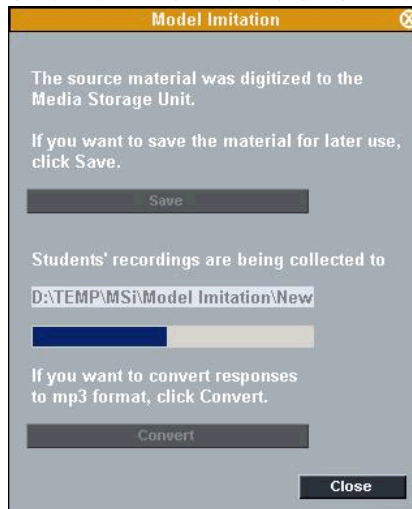 Model Imitation
The source material was digitized to the
Media Storage Unit.
If you want to save the material for later use,
click Save.
Save
Students' recordings are being collected to
D:\TEMP\MSi\Model Imitation\New
If you want to convert responses
to mp3 format, click Convert.
Convert
Close